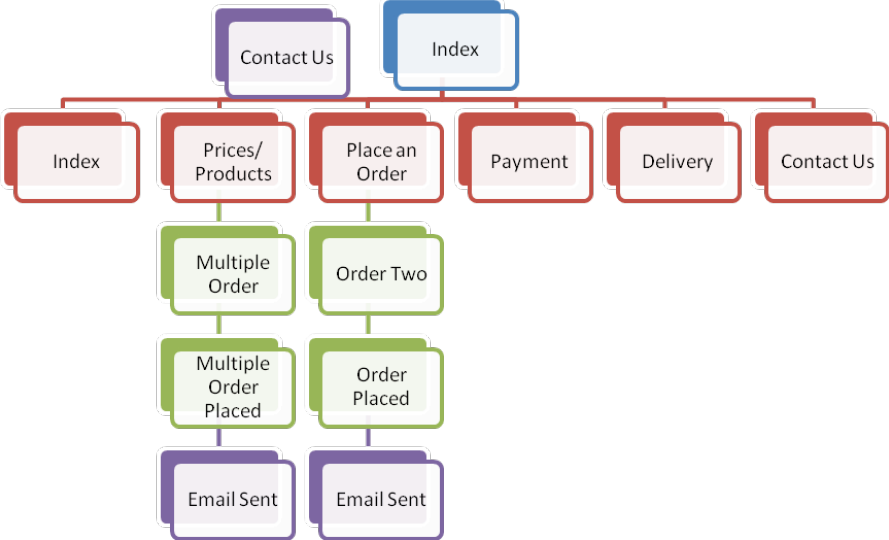 Contact Us
Index
Index
Prices/
Products
Place an
Order
Payment
Delivery
Contact Us
Multiple
Order
Order Two
Multiple
Order
Placed
Order
Placed
Email Sent
Email Sent